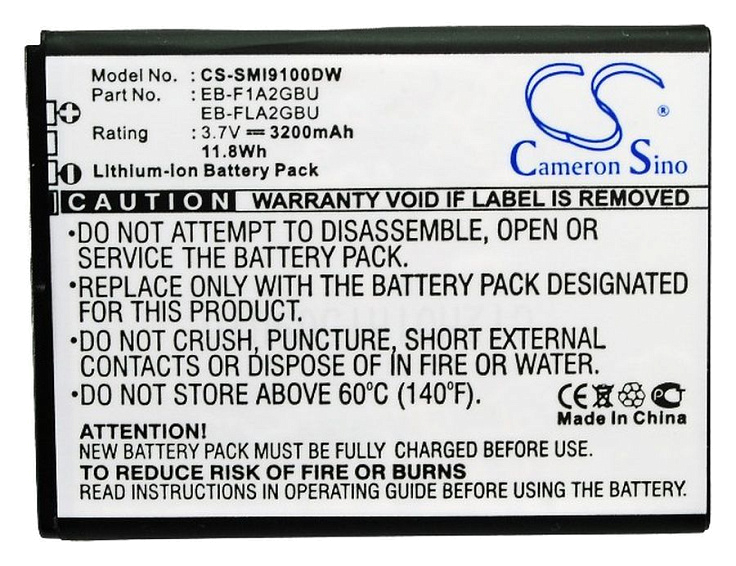 Model No.: CS-SMI9100DW
Part No. : EB-F1A2GBU
EB-FLA2GBU
Rating : 3.7V 3200mAh
11.8Wh
Lithium-Ion Battery Pack
CS ®
Cameron Sino
CAUTION WARRANTY VOID IF LABEL IS REMOVED
•DO NOT ATTEMPT TO DISASSEMBLE, OPEN OR
SERVICE THE BATTERY PACK.
•REPLACE ONLY WITH THE BATTERY PACK DESIGNATED
FOR THIS PRODUCT.
•DO NOT CRUSH, PUNCTURE, SHORT EXTERNAL
CONTACTS OR DISPOSE OF IN FIRE OR WATER.
•DO NOT STORE ABOVE 60°C (140°F).
CE
Made In China
ATTENTION!
NEW BATTERY PACK MUST BE FULLY CHARGED BEFORE USE.
TO REDUCE RISK OF FIRE OR BURNS
READ INSTRUCTIONS IN OPERATING GUIDE BEFORE USING THE BATTERY.